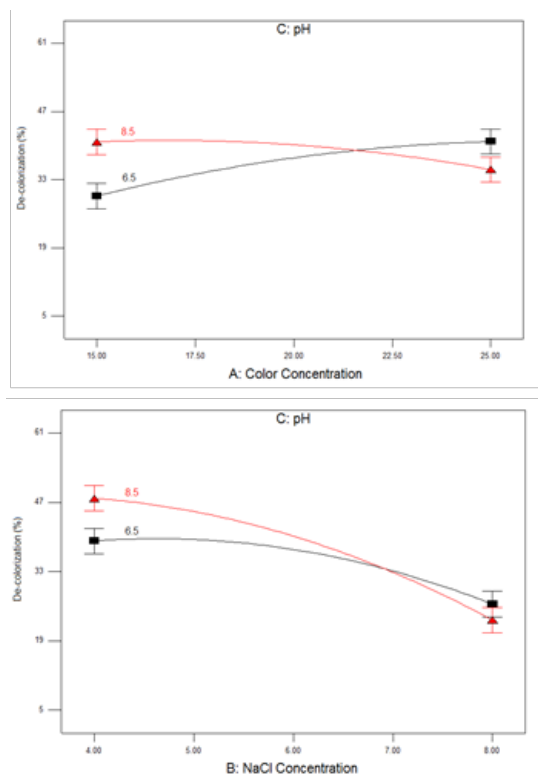 C: pH
61
47
33
19
5
De-colorization (%)
8.5
6.5
15.00 17.50 20.00 22.50 25.00
A: Color Concentration
C: pH
61
47
33
19
5
De-colorization (%)
8.5
6.5
4.00 5.00 6.00 7.00 8.00
B: NaCl Concentration